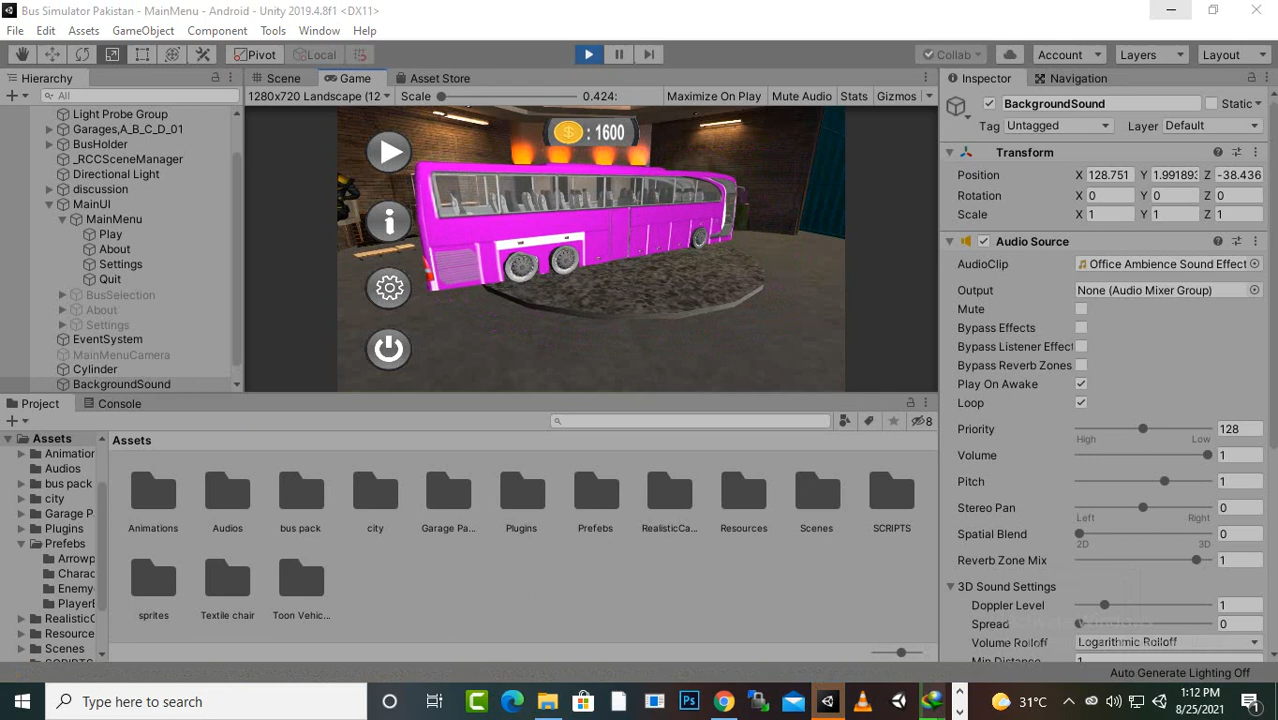 Bus Simulator Pakistan - MainMenu - Android - Unity 2019.4.8f1 <DX11>
File Edit Assets GameObject Component Tools Window Help
Pivot Local Collab Account Layers Layout
Hierarchy
All
Light Probe Group
Garages,A_B_C_D_01
BusHolder
_RCCSceneManager
Directional Light
discussion
MainUI
MainMenu
Play
About
Settings
Quit
BusSelection
About
Settings
EventSystem
MainMenuCamera
Cylinder
BackgroundSound
Scene Game Asset Store
1280x720 Landscape (12 Scale 0.424: Maximize On Play Mute Audio Stats Gizmos
$ : 1600
Inspector Navigation
BackgroundSound Static
Tag Untagged Layer Default
Transform
Position X 128.751 Y 1.991893 Z -38.436
Rotation X 0 Y 0 Z 0
Scale X 1 Y 1 Z 1
Audio Source
AudioClip Office Ambience Sound Effect
Output None (Audio Mixer Group)
Mute
Bypass Effects
Bypass Listener Effect
Bypass Reverb Zones
Play On Awake
Loop
Priority 128
High Low
Volume 1
Pitch 1
Stereo Pan 0
Left Right
Spatial Blend 0
2D 3D
Reverb Zone Mix 1
3D Sound Settings
Doppler Level 1
Spread 0
Volume Rolloff Logarithmic Rolloff
Min Distance 1
Project Console
8
Assets
Animation
Audios
bus pack
city
Garage P
Plugins
Prefebs
Arrowp
Charac
Enemy
PlayerB
RealisticC
Resource
Scenes
SCRIPTS
Assets
Animations Audios bus pack city Garage Pa... Plugins Prefebs RealisticCa... Resources Scenes SCRIPTS
sprites Textile chair Toon Vehic...
Auto Generate Lighting Off
Type here to search
31°C
1:12 PM
8/25/2021